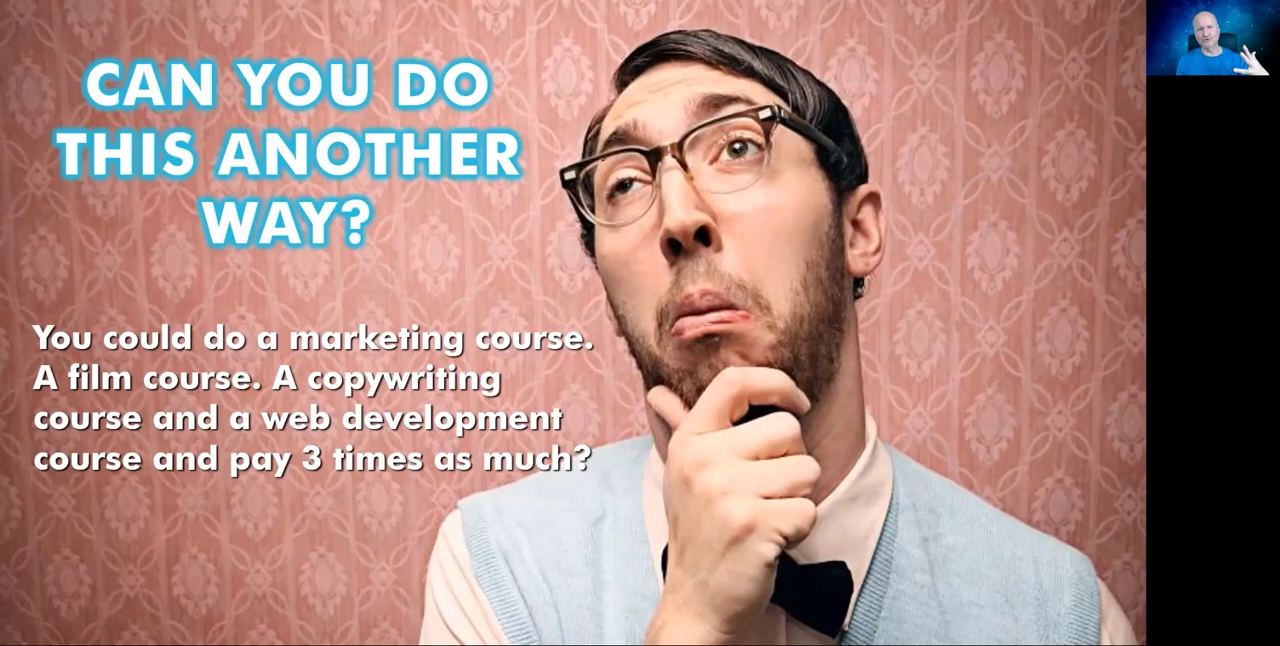 CAN YOU DO
THIS ANOTHER
WAY?
You could do a marketing course.
A film course. A copywriting
course and a web development
course and pay 3 times as much?